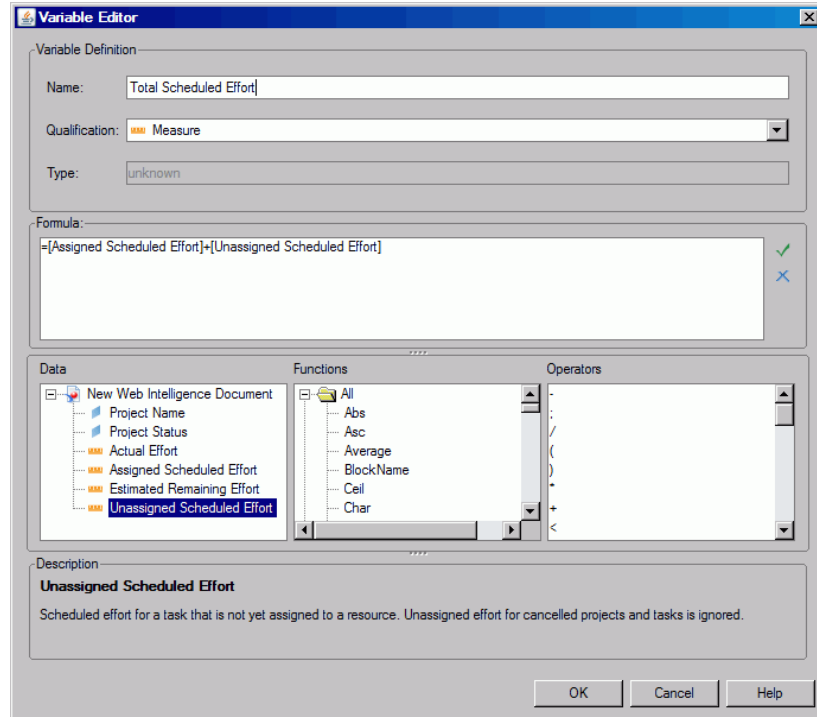 Variable Editor
Variable Definition
Name: Total Scheduled Effort
Qualification: Measure
Type: unknown
Formula:
=[Assigned Scheduled Effort]+[Unassigned Scheduled Effort]
Data
New Web Intelligence Document
Project Name
Project Status
Actual Effort
Assigned Scheduled Effort
Estimated Remaining Effort
Unassigned Scheduled Effort
Functions
All
Abs
Asc
Average
BlockName
Ceil
Char
Operators
-
:
/
(
)
*
+
<
Description
Unassigned Scheduled Effort
Scheduled effort for a task that is not yet assigned to a resource. Unassigned effort for cancelled projects and tasks is ignored.
OK Cancel Help